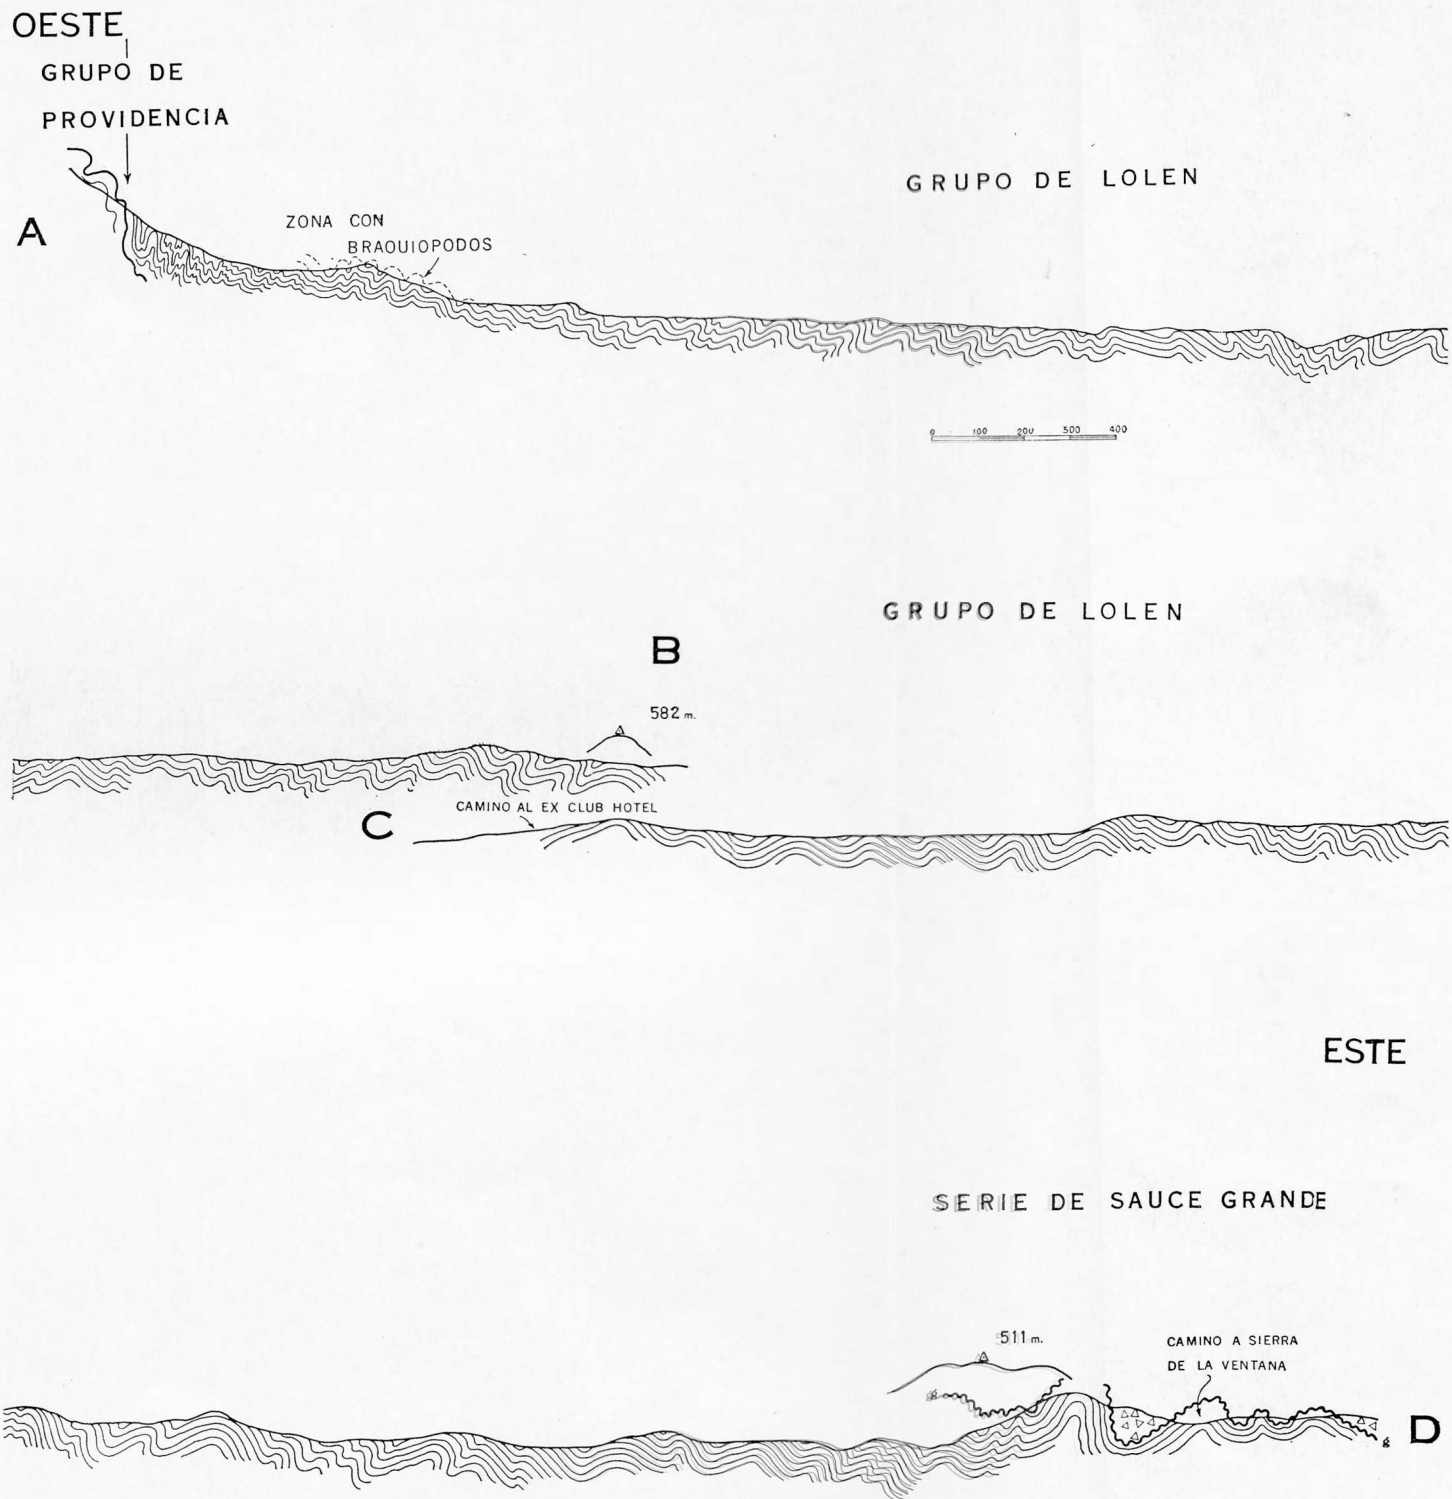 OESTE
GRUPO DE
PROVIDENCIA
GRUPO DE LOLEN
A
ZONA CON
BRAQUIOPODOS
0 100 200 300 400
GRUPO DE LOLEN
B
582 m.
CAMINO AL EX CLUB HOTEL
C
ESTE
SERIE DE SAUCE GRANDE
511 m.
CAMINO A SIERRA
DE LA VENTANA
D